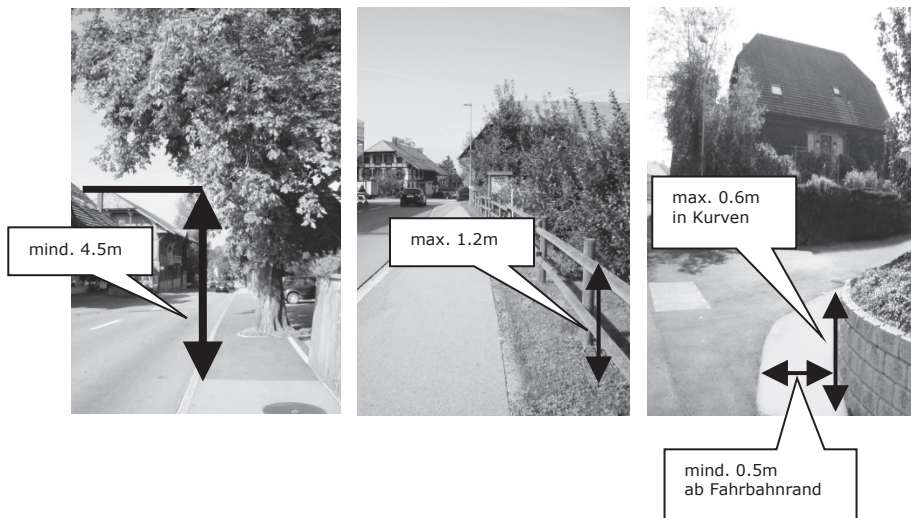 mind. 4.5m
max. 1.2m
max. 0.6m
in Kurven
mind. 0.5m
ab Fahrbahnrand